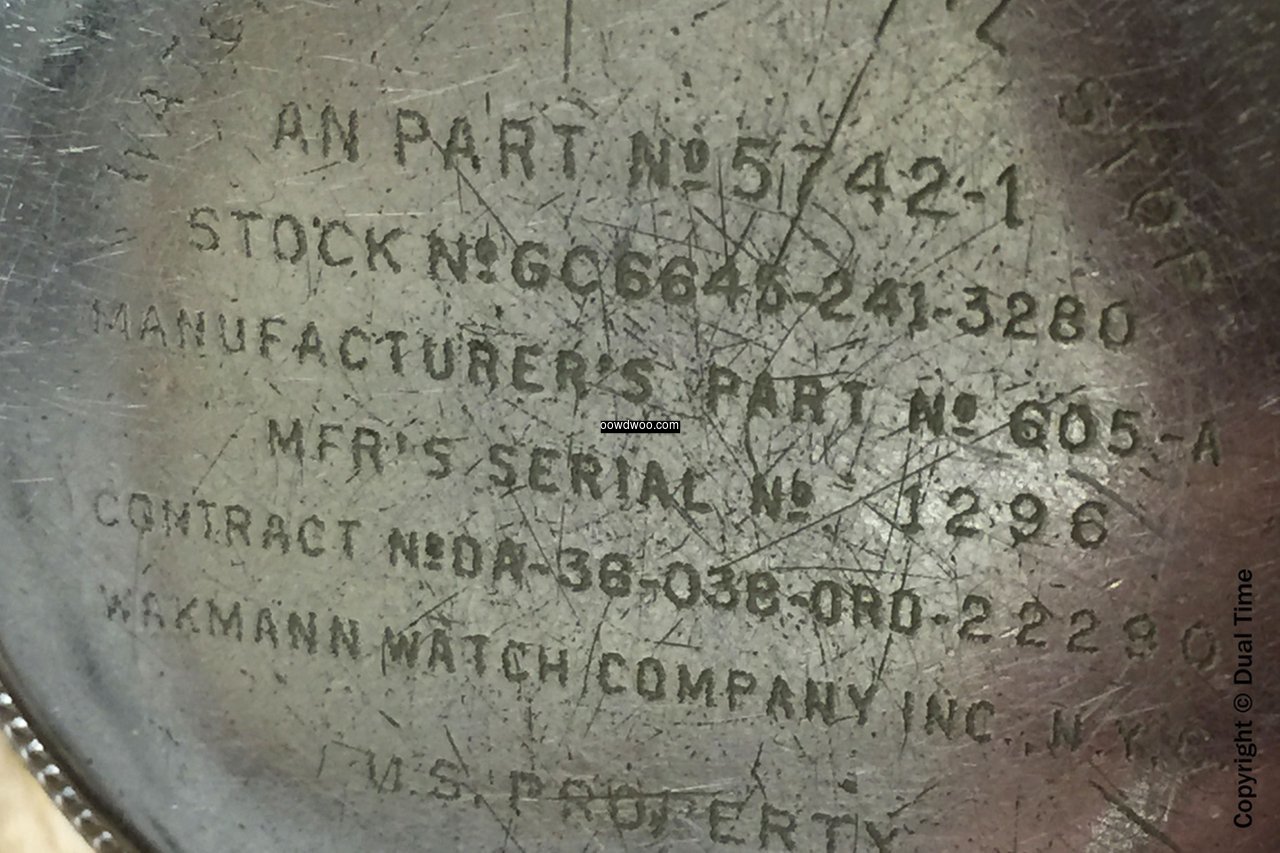 AN PART Nº 5742-1
STOCK Nº GC6645-241-3280
MANUFACTURER'S PART Nº 605-A
MFR'S SERIAL Nº 1296
CONTRACT Nº DA-36-038-ORD-22290
WAKMANN WATCH COMPANY INC. N.Y.C.
U.S. PROPERTY
oowdwoo.com
Copyright © Dual Time